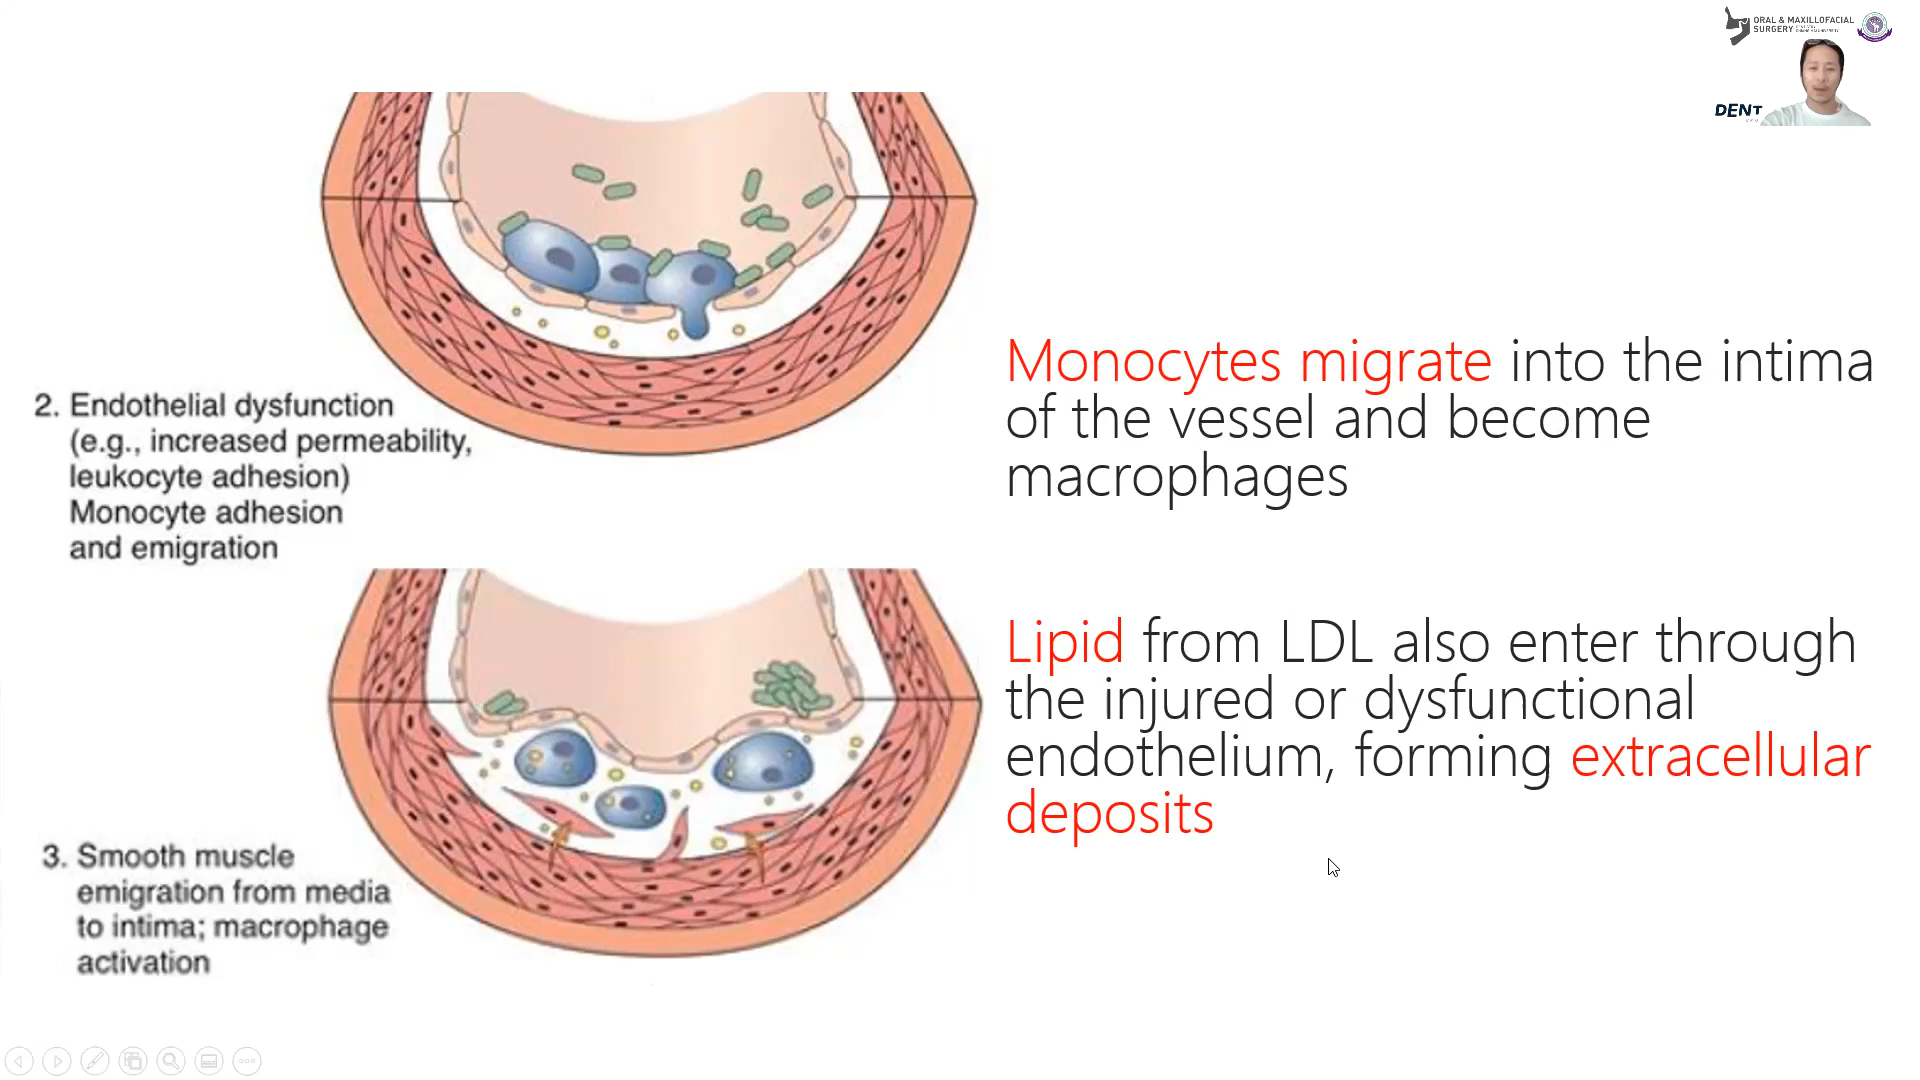 ORAL & MAXILLOFACIAL
SURGERY
DENT
2. Endothelial dysfunction
(e.g., increased permeability,
leukocyte adhesion)
Monocyte adhesion
and emigration
3. Smooth muscle
emigration from media
to intima; macrophage
activation
Monocytes migrate into the intima
of the vessel and become
macrophages
Lipid from LDL also enter through
the injured or dysfunctional
endothelium, forming extracellular
deposits